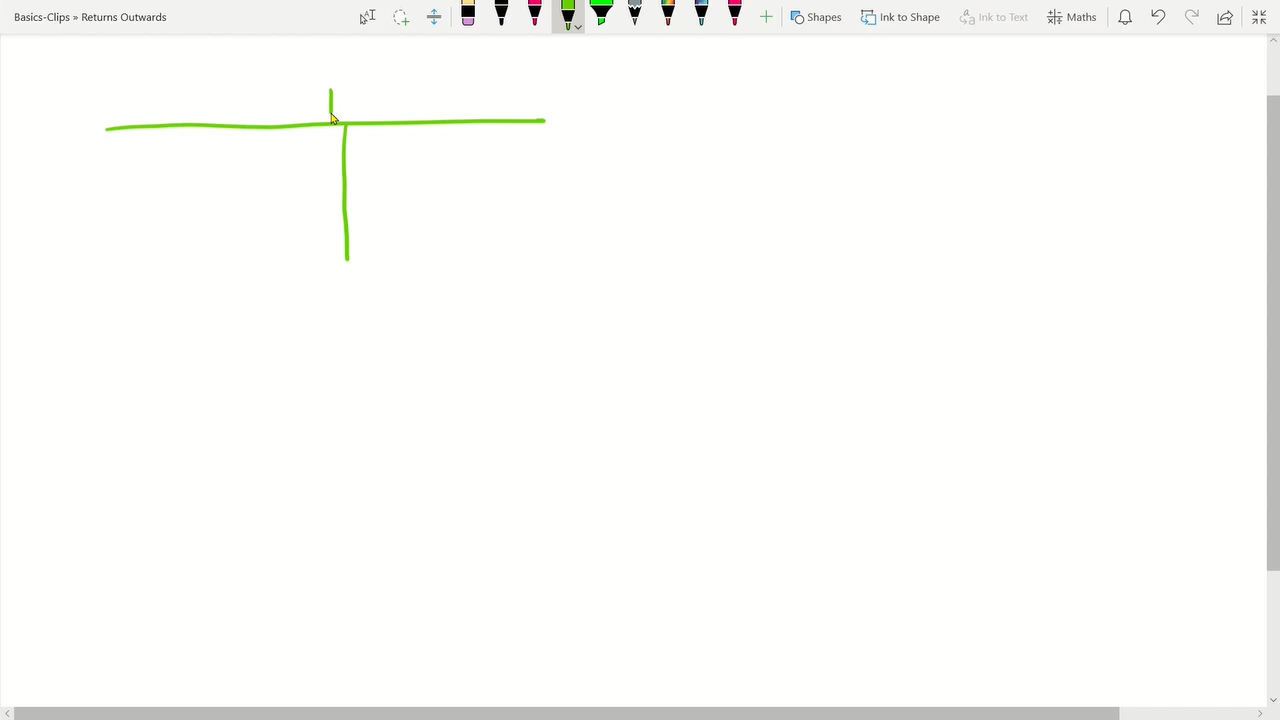 Basics-Clips » Returns Outwards
Shapes
Ink to Shape
Ink to Text
Maths